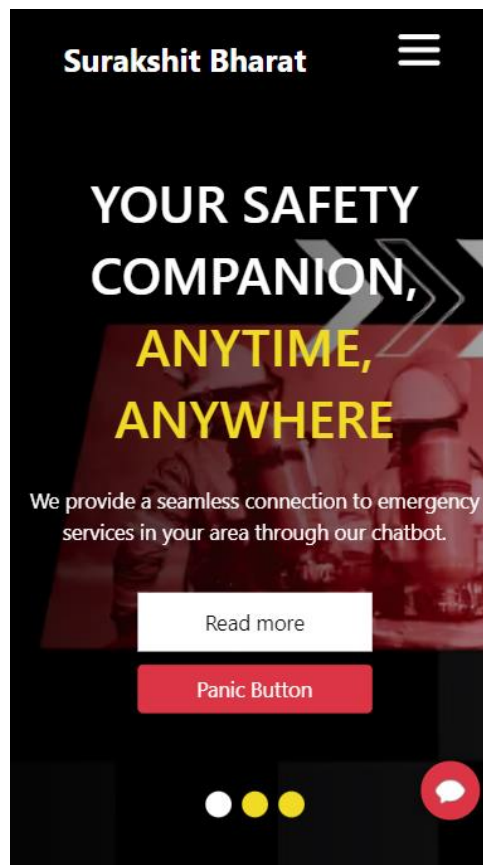 Surakshit Bharat
YOUR SAFETY
COMPANION,
ANYTIME,
ANYWHERE
We provide a seamless connection to emergency
services in your area through our chatbot.
Read more
Panic Button